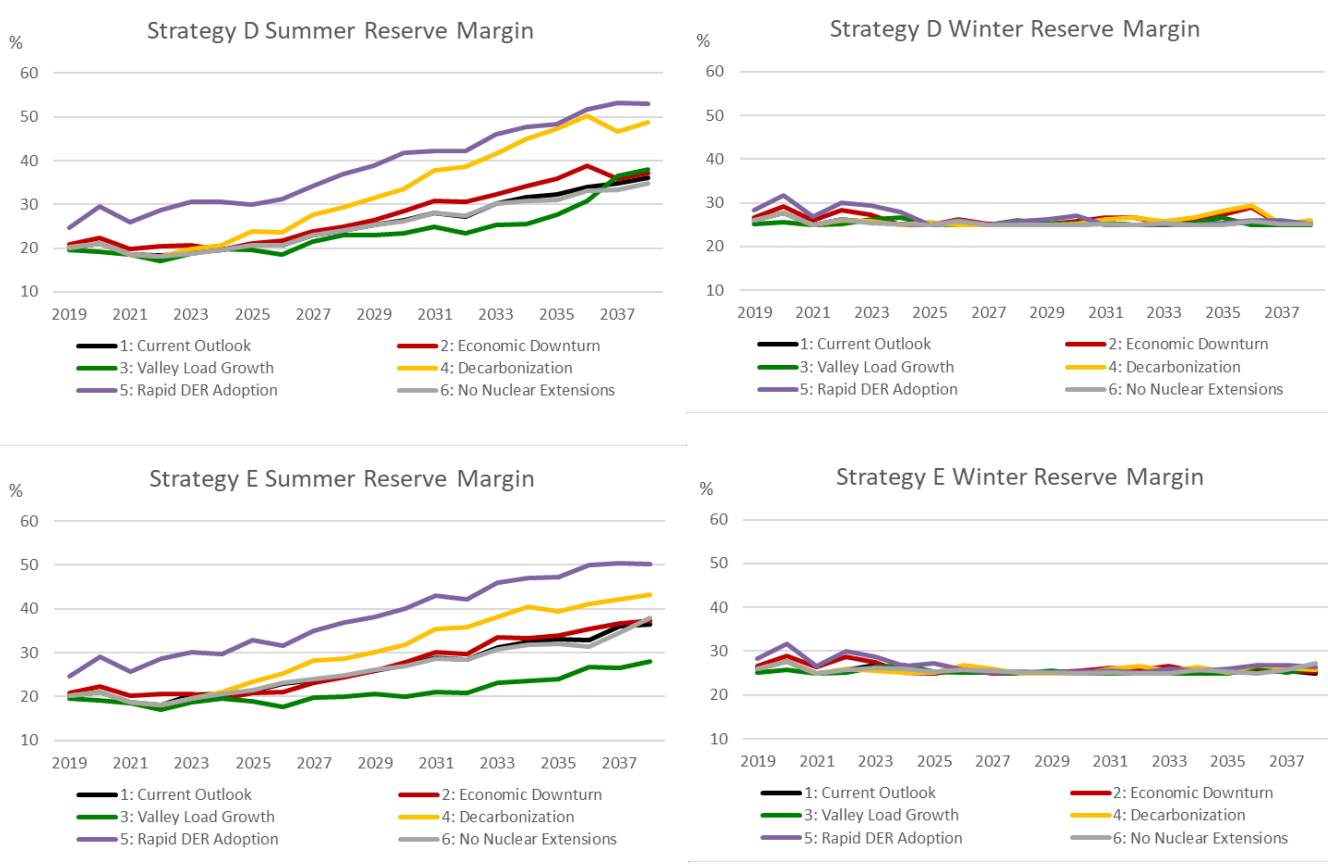 Strategy D Summer Reserve Margin
%
60
50
40
30
20
10
2019 2021 2023 2025 2027 2029 2031 2033 2035 2037
1: Current Outlook 2: Economic Downturn
3: Valley Load Growth 4: Decarbonization
5: Rapid DER Adoption 6: No Nuclear Extensions
Strategy D Winter Reserve Margin
%
60
50
40
30
20
10
2019 2021 2023 2025 2027 2029 2031 2033 2035 2037
1: Current Outlook 2: Economic Downturn
3: Valley Load Growth 4: Decarbonization
5: Rapid DER Adoption 6: No Nuclear Extensions
Strategy E Summer Reserve Margin
%
60
50
40
30
20
10
2019 2021 2023 2025 2027 2029 2031 2033 2035 2037
1: Current Outlook 2: Economic Downturn
3: Valley Load Growth 4: Decarbonization
5: Rapid DER Adoption 6: No Nuclear Extensions
Strategy E Winter Reserve Margin
%
60
50
40
30
20
10
2019 2021 2023 2025 2027 2029 2031 2033 2035 2037
1: Current Outlook 2: Economic Downturn
3: Valley Load Growth 4: Decarbonization
5: Rapid DER Adoption 6: No Nuclear Extensions